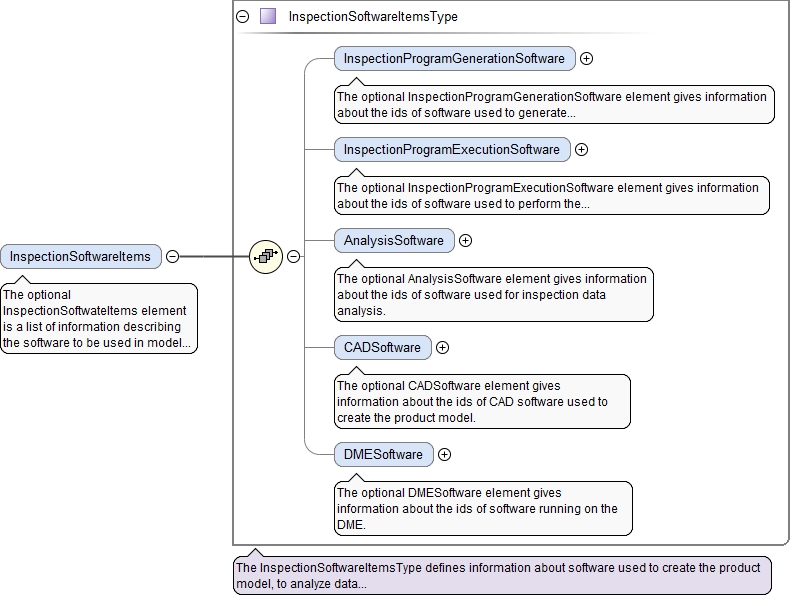 InspectionSoftwareItemsType
InspectionProgramGenerationSoftware
The optional InspectionProgramGenerationSoftware element gives information
about the ids of software used to generate...
InspectionProgramExecutionSoftware
The optional InspectionProgramExecutionSoftware element gives information
about the ids of software used to perform the...
AnalysisSoftware
The optional AnalysisSoftware element gives information
about the ids of software used for inspection data
analysis.
InspectionSoftwareItems
The optional
InspectionSoftwateItems element
is a list of information describing
the software to be used in model...
CADSoftware
The optional CADSoftware element gives
information about the ids of CAD software used to
create the product model.
DMESoftware
The optional DMESoftware element gives
information about the ids of software running on the
DME.
The InspectionSoftwareItemsType defines information about software used to create the product
model, to analyze data...